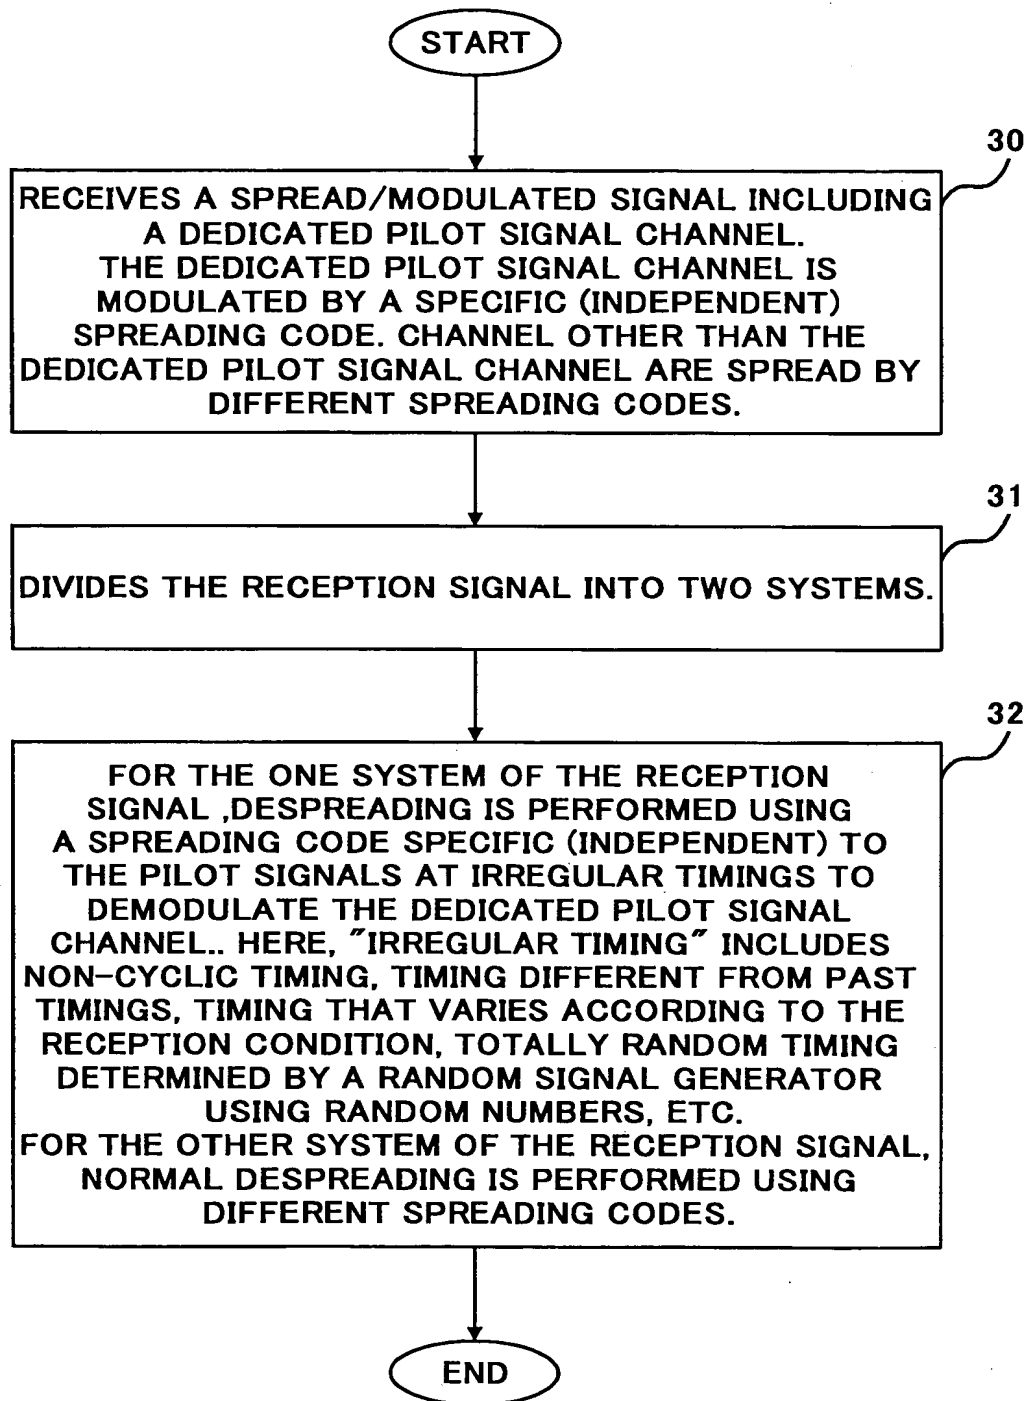 START
30
RECEIVES A SPREAD/MODULATED SIGNAL INCLUDING
A DEDICATED PILOT SIGNAL CHANNEL.
THE DEDICATED PILOT SIGNAL CHANNEL IS
MODULATED BY A SPECIFIC (INDEPENDENT)
SPREADING CODE. CHANNEL OTHER THAN THE
DEDICATED PILOT SIGNAL CHANNEL ARE SPREAD BY
DIFFERENT SPREADING CODES.
31
DIVIDES THE RECEPTION SIGNAL INTO TWO SYSTEMS.
32
FOR THE ONE SYSTEM OF THE RECEPTION
SIGNAL ,DESPREADING IS PERFORMED USING
A SPREADING CODE SPECIFIC (INDEPENDENT) TO
THE PILOT SIGNALS AT IRREGULAR TIMINGS TO
DEMODULATE THE DEDICATED PILOT SIGNAL
CHANNEL.. HERE, "IRREGULAR TIMING" INCLUDES
NON-CYCLIC TIMING, TIMING DIFFERENT FROM PAST
TIMINGS, TIMING THAT VARIES ACCORDING TO THE
RECEPTION CONDITION, TOTALLY RANDOM TIMING
DETERMINED BY A RANDOM SIGNAL GENERATOR
USING RANDOM NUMBERS, ETC.
FOR THE OTHER SYSTEM OF THE RECEPTION SIGNAL,
NORMAL DESPREADING IS PERFORMED USING
DIFFERENT SPREADING CODES.
END